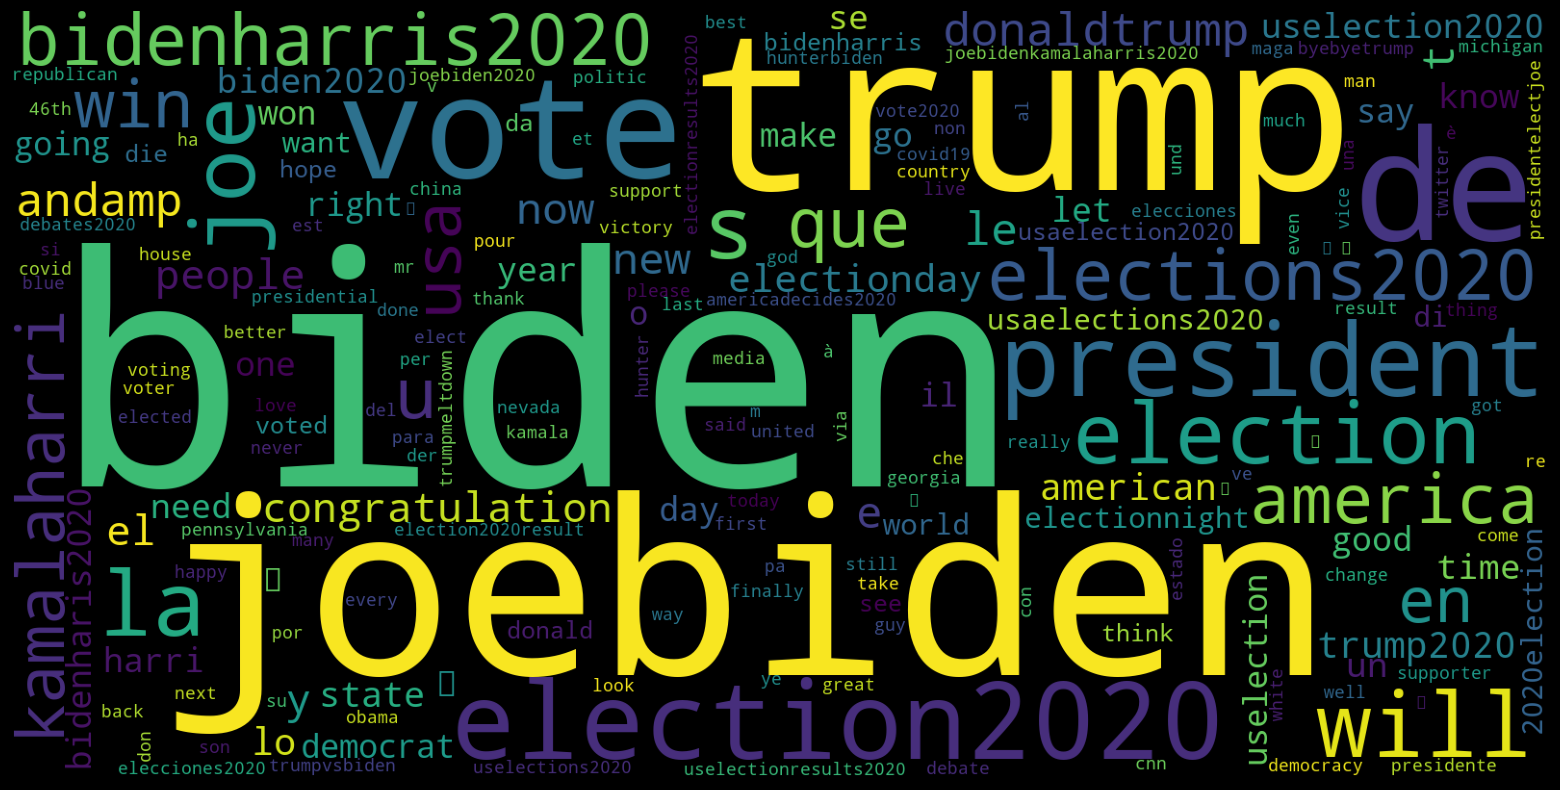 bidenharris2020
best
se
donaldtrump
uselection2020
republican
biden2020
joebiden2020
politic
bidenharris
hunterbiden
joebidenkamalaharris2020
maga
byebyetrump
michigan
t
46th
win
joe
won
v
vote
electionresults2020
trump
vote2020
man
know
going
die
ha
want
da
et
make
go
non
al
covid19
country
much
say
presidentelectjoe
hope
live
und
una
è
de
andamp
right
china
support
now
s
que
le
let
elecciones
vice
twitter
debates2020
est
usa
victory
usaelection2020
even
si
house
pour
god
covid
people
mr
year
new
electionday
elections2020
blue
presidential
done
thank
please
last
americadecides2020
o
usaelections2020
result
di
thing
kamalaharri
better
elect
biden
president
voting
one
per
trumpmeltdown
hunter
media
à
voter
u
il
elected
love
del
nevada
m
got
voted
para
kamala
said
united
via
really
election
never
der
che
georgia
re
ve
bidenharris2020
need
congratulation
day
today
e
world
american
america
el
pennsylvania
election2020result
first
electionnight
many
good
come
la
happy
joebiden
pa
still
estado
change
time
every
finally
take
en
2020election
way
see
con
uselection
por
donald
guy
think
trump2020
harri
un
supporter
next
su
y
state
look
ye
great
white
well
will
back
obama
election2020
don
son
lo
democrat
elecciones2020
trumpvsbiden
uselections2020
uselectionresults2020
debate
cnn
democracy
presidente